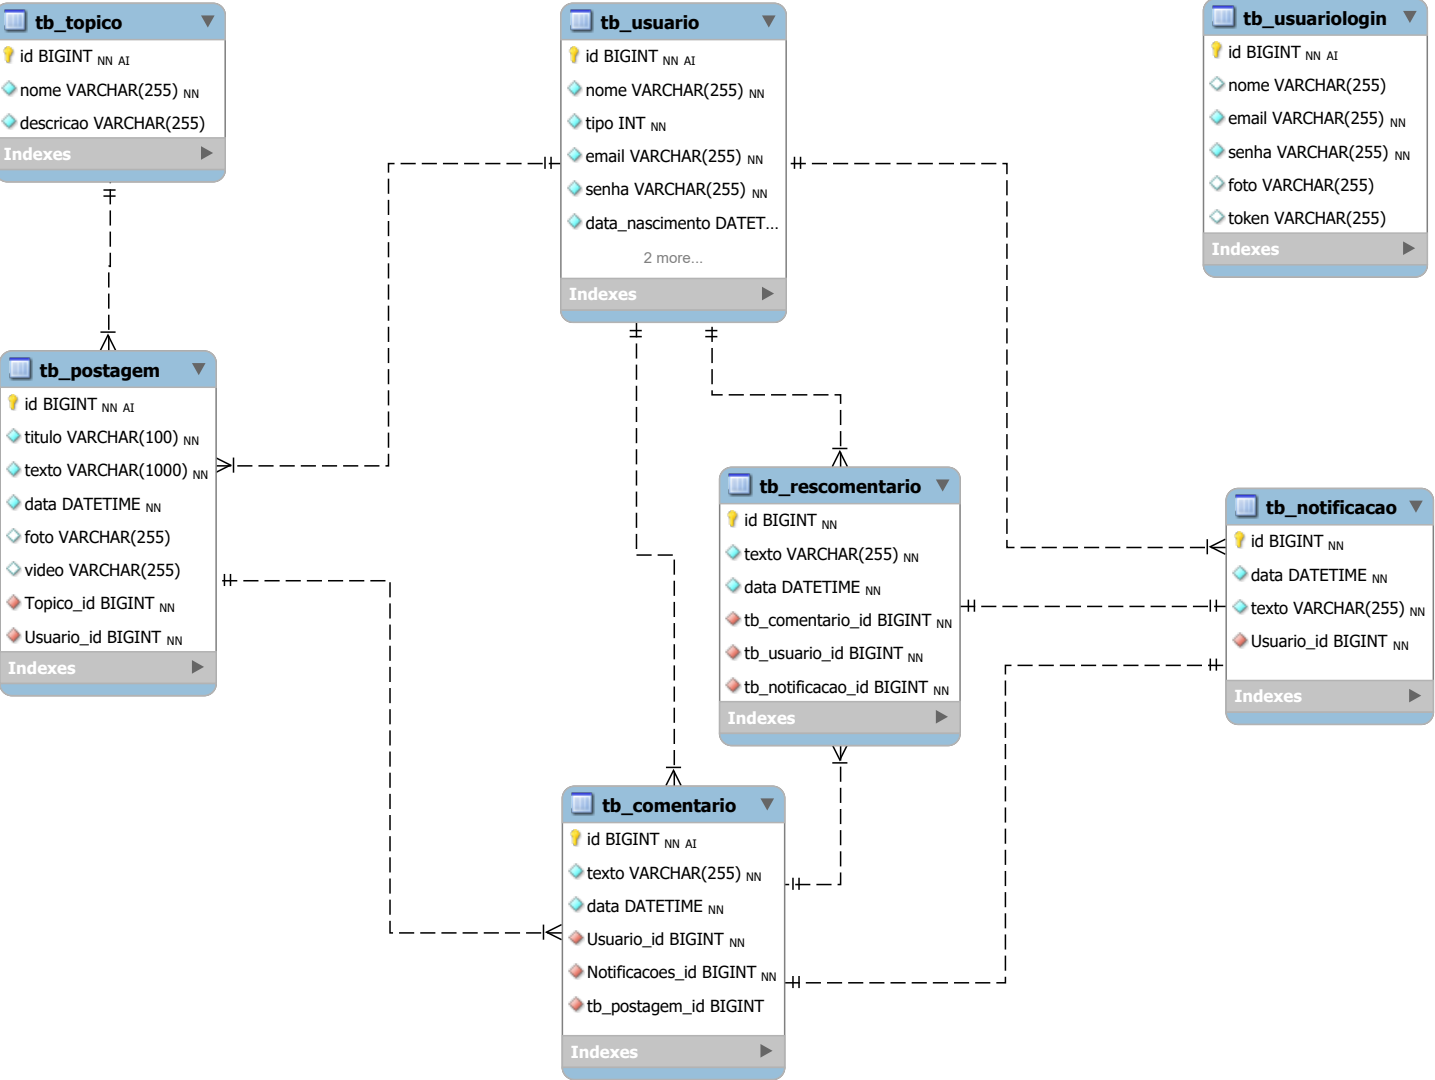 tb_topico
id BIGINT NN AI
nome VARCHAR(255) NN
descricao VARCHAR(255)
Indexes
tb_usuario
id BIGINT NN AI
nome VARCHAR(255) NN
tipo INT NN
email VARCHAR(255) NN
senha VARCHAR(255) NN
data_nascimento DATET...
2 more...
Indexes
tb_usuariologin
id BIGINT NN AI
nome VARCHAR(255)
email VARCHAR(255) NN
senha VARCHAR(255) NN
foto VARCHAR(255)
token VARCHAR(255)
Indexes
tb_postagem
id BIGINT NN AI
titulo VARCHAR(100) NN
texto VARCHAR(1000) NN
data DATETIME NN
foto VARCHAR(255)
video VARCHAR(255)
Topico_id BIGINT NN
Usuario_id BIGINT NN
Indexes
tb_rescomentario
id BIGINT NN
texto VARCHAR(255) NN
data DATETIME NN
tb_comentario_id BIGINT NN
tb_usuario_id BIGINT NN
tb_notificacao_id BIGINT NN
Indexes
tb_notificacao
id BIGINT NN
data DATETIME NN
texto VARCHAR(255) NN
Usuario_id BIGINT NN
Indexes
tb_comentario
id BIGINT NN AI
texto VARCHAR(255) NN
data DATETIME NN
Usuario_id BIGINT NN
Notificacoes_id BIGINT NN
tb_postagem_id BIGINT
Indexes